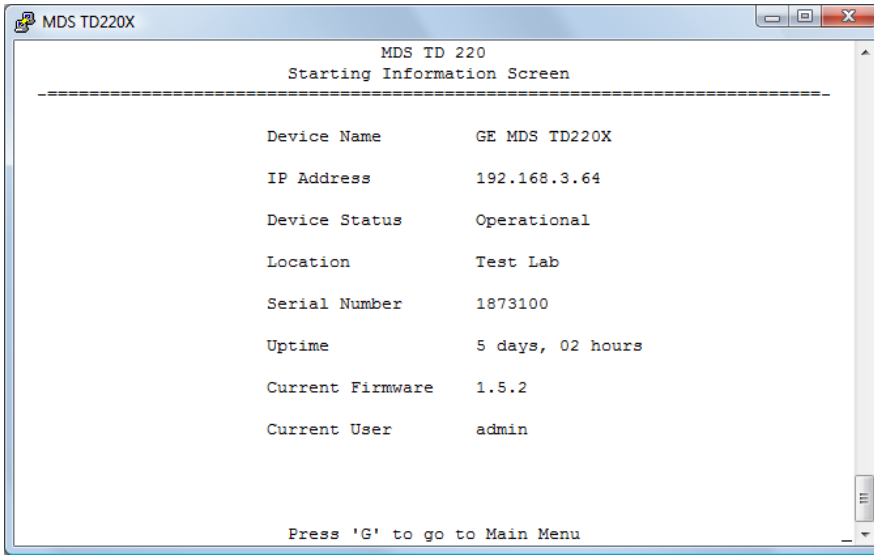 MDS TD220X
MDS TD 220
Starting Information Screen
Device Name GE MDS TD220X
IP Address 192.168.3.64
Device Status Operational
Location Test Lab
Serial Number 1873100
Uptime 5 days, 02 hours
Current Firmware 1.5.2
Current User admin
Press 'G' to go to Main Menu